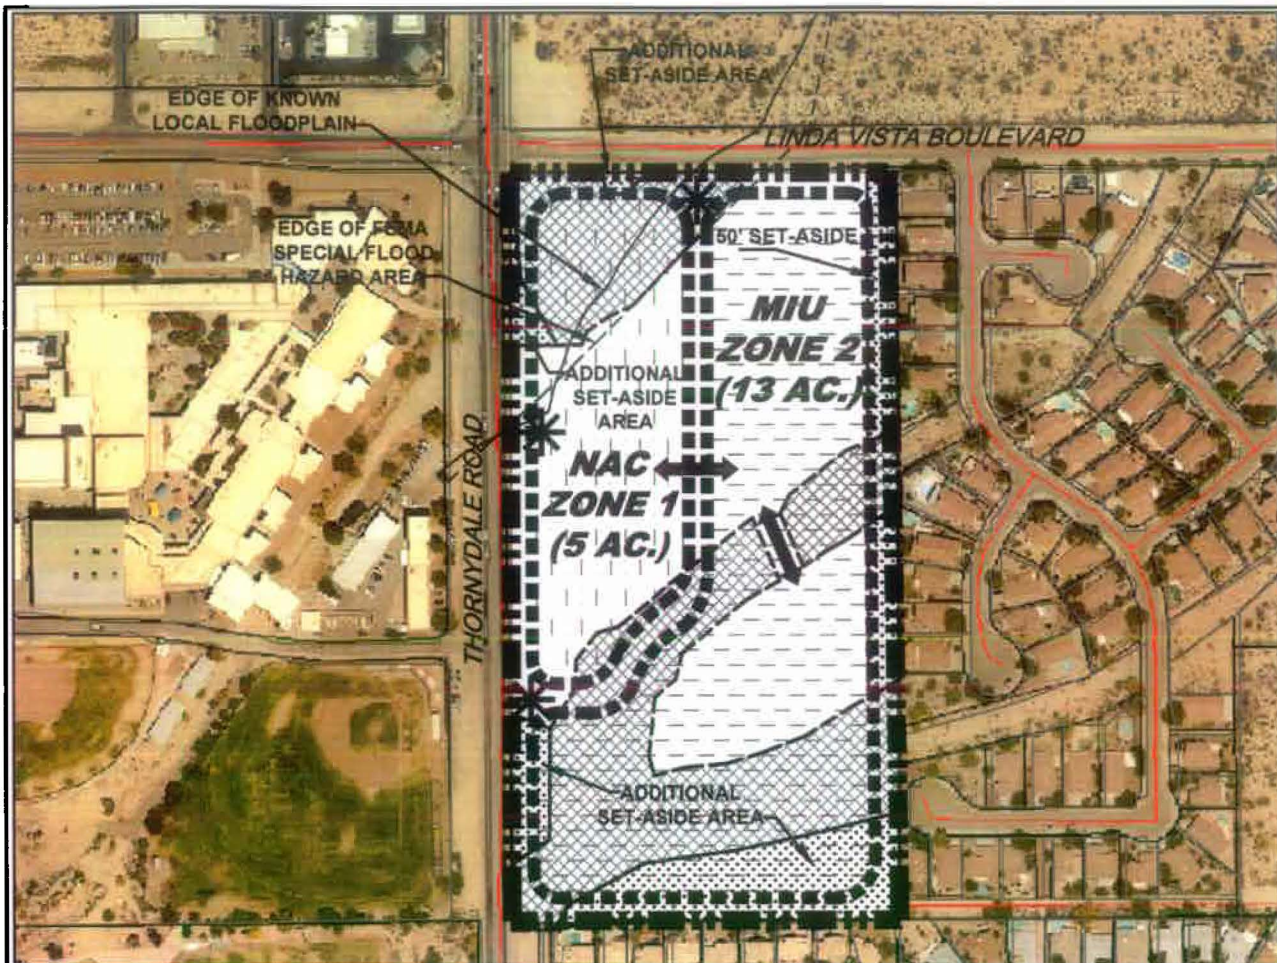 ADDITIONAL
SET-ASIDE AREA
EDGE OF KNOWN
LOCAL FLOODPLAIN
LINDA VISTA BOULEVARD
EDGE OF FEMA
SPECIAL FLOOD
HAZARD AREA
50' SET-ASIDE
MIU
ZONE 2
(13 AC.)
ADDITIONAL
SET-ASIDE
AREA
THORNYDALE ROAD
NAC
ZONE 1
(5 AC.)
ADDITIONAL
SET-ASIDE AREA